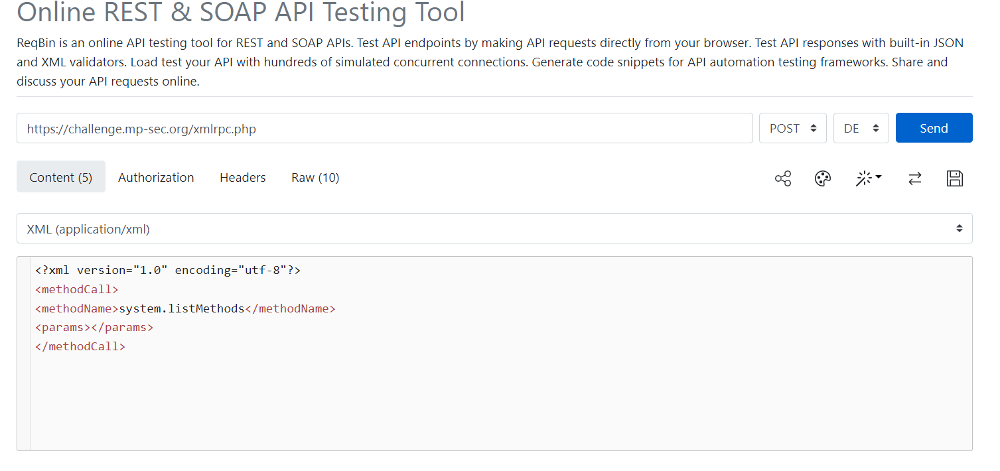 Online REST & SOAP API Testing Tool
ReqBin is an online API testing tool for REST and SOAP APIs. Test API endpoints by making API requests directly from your browser. Test API responses with built-in JSON
and XML validators. Load test your API with hundreds of simulated concurrent connections. Generate code snippets for API automation testing frameworks. Share and
discuss your API requests online.
https://challenge.mp-sec.org/xmlrpc.php POST DE Send
Content (5) Authorization Headers Raw (10)
XML (application/xml)
<?xml version="1.0" encoding="utf-8"?>
<methodCall>
<methodName>system.listMethods</methodName>
<params></params>
</methodCall>